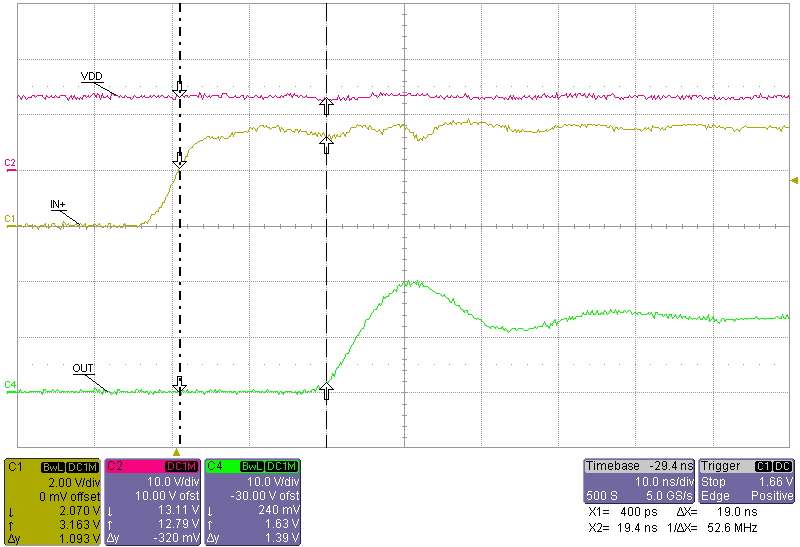 VDD
C2
IN+
C1
OUT
C4
C1 BwL DC1M
2.00 V/div
0 mV offset
↓ 2.070 V
↑ 3.163 V
Δy 1.093 V
C2 DC1M
10.0 V/div
10.00 V ofst
13.11 V
12.79 V
-320 mV
C4 BwL DC1M
10.0 V/div
-30.00 V ofst
↓ 240 mV
↑ 1.63 V
Δy 1.39 V
Timebase -29.4 ns
10.0 ns/div
500 S 5.0 GS/s
Trigger C1 DC
Stop 1.66 V
Edge Positive
X1= 400 ps ΔX= 19.0 ns
X2= 19.4 ns 1/ΔX= 52.6 MHz